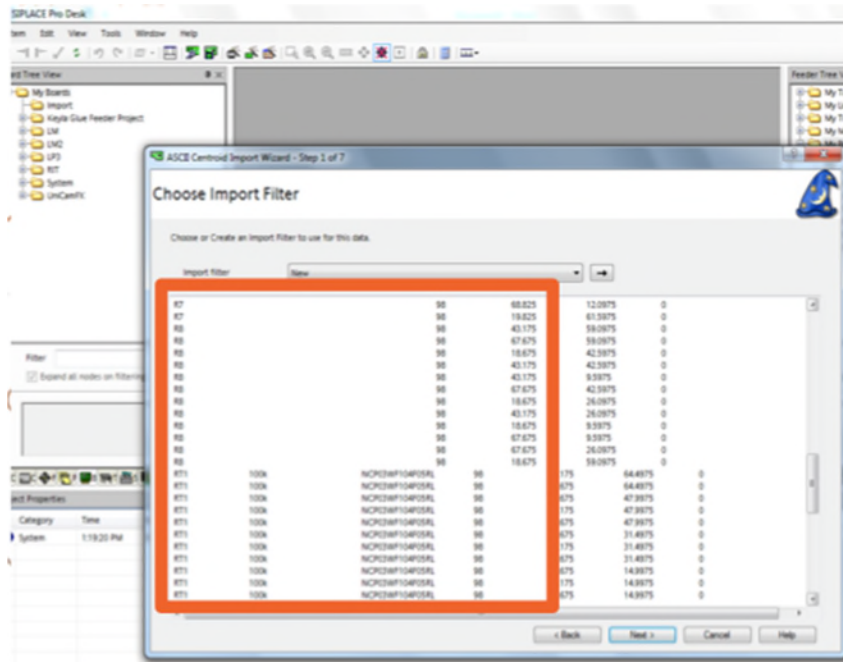 SIPLACE Pro Desk
Edit View Tools Window Help
Tree View
Feeder Tree
My Boards
Import
Keyla Glue Feeder Project
LM
LM2
LP3
RIT
System
UniCamFX
ASCII Centroid Import Wizard - Step 1 of 7
Choose Import Filter
Choose or Create an Import Filter to use for this data.
Import filter New
R7 98 68.825 12.0975 0
R7 98 19.825 61.5975 0
R8 98 43.175 59.0975 0
R8 98 67.675 59.0975 0
R8 98 18.675 42.5975 0
R8 98 43.175 42.5975 0
R8 98 43.175 9.5975 0
R8 98 67.675 42.5975 0
R8 98 18.675 26.0975 0
R8 98 43.175 26.0975 0
R8 98 18.675 9.5975 0
R8 98 67.675 9.5975 0
R8 98 67.675 26.0975 0
R8 98 18.675 59.0975 0
RT1 100k NCP03WF104F05RL 98 175 64.4975 0
RT1 100k NCP03WF104F05RL 98 675 64.4975 0
RT1 100k NCP03WF104F05RL 98 675 47.9975 0
RT1 100k NCP03WF104F05RL 98 175 47.9975 0
RT1 100k NCP03WF104F05RL 98 675 47.9975 0
RT1 100k NCP03WF104F05RL 98 675 31.4975 0
RT1 100k NCP03WF104F05RL 98 175 31.4975 0
RT1 100k NCP03WF104F05RL 98 675 31.4975 0
RT1 100k NCP03WF104F05RL 98 675 14.9975 0
RT1 100k NCP03WF104F05RL 98 175 14.9975 0
RT1 100k NCP03WF104F05RL 98 675 14.9975 0
Filter
Expand all nodes on filtering
Properties
Category Time
System 1:19:20 PM
< Back Next > Cancel Help